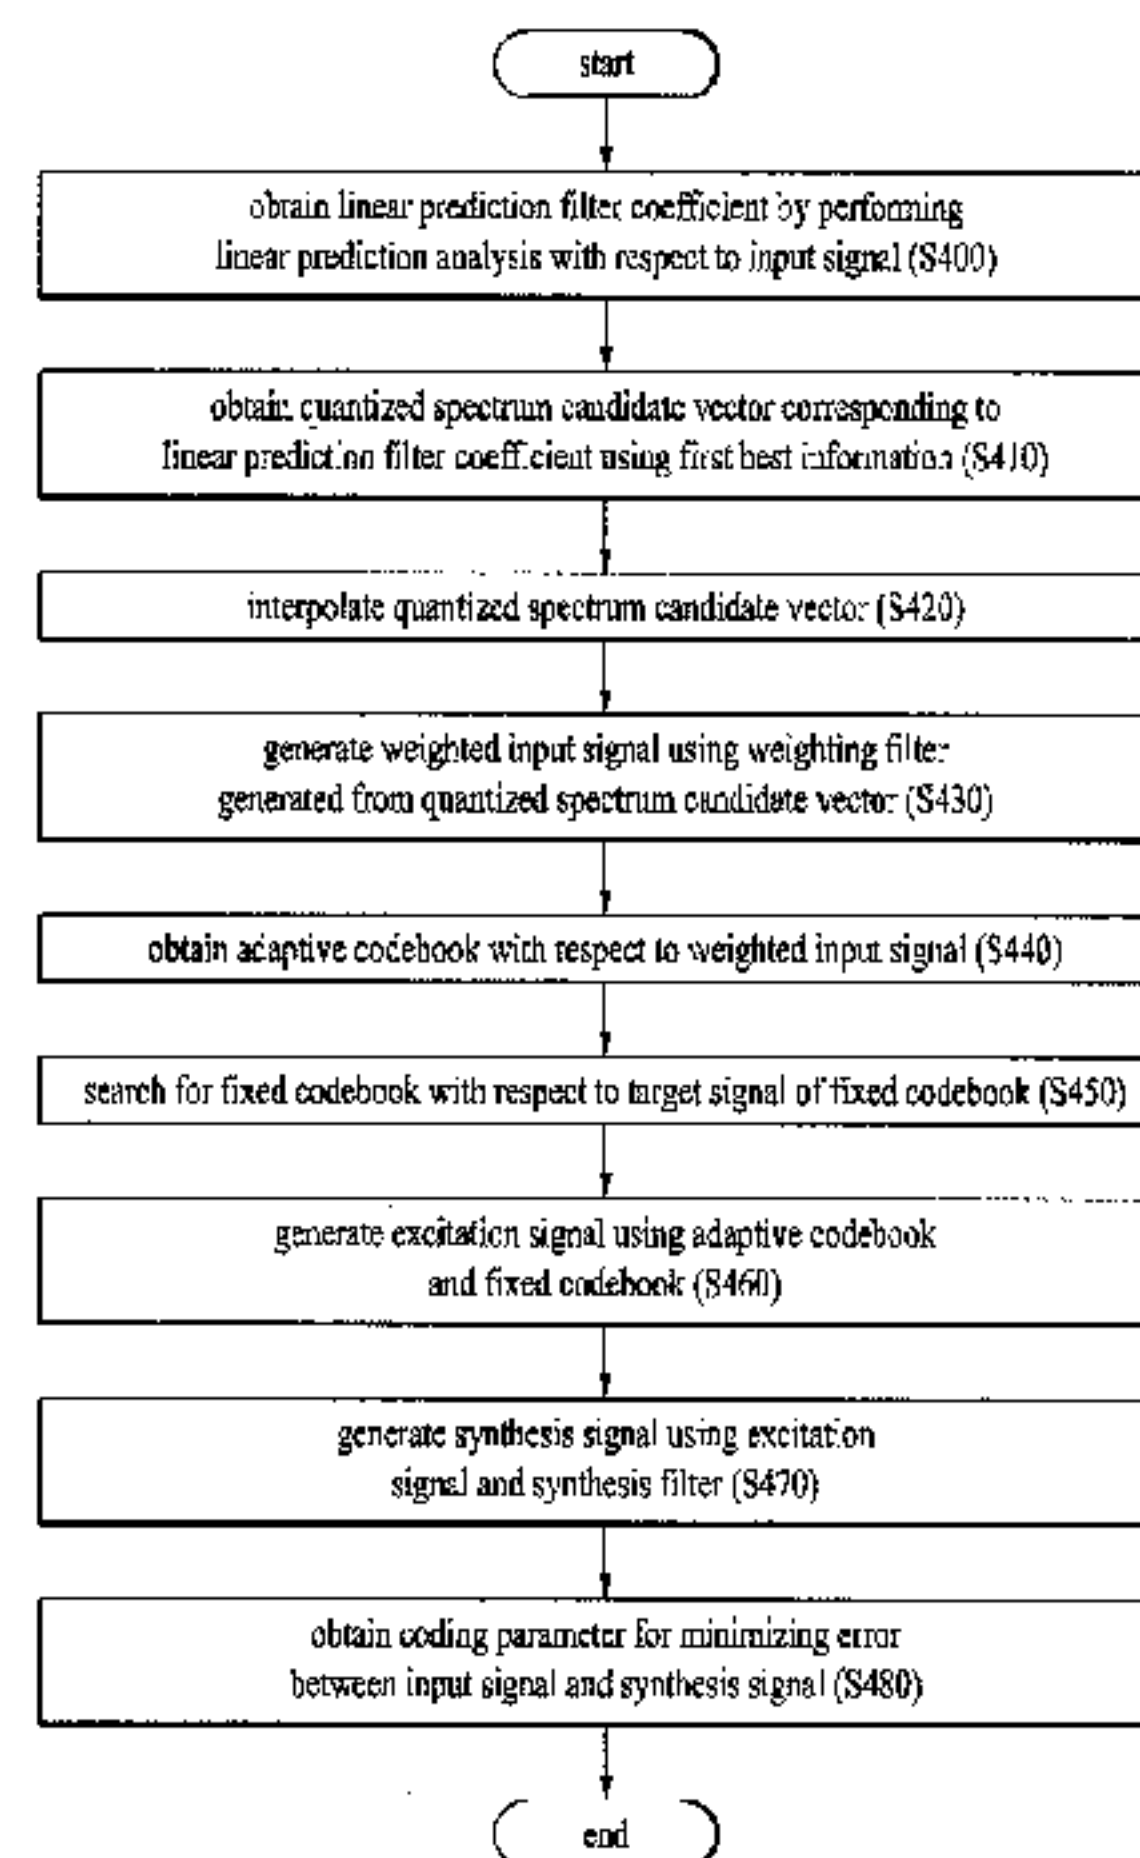 start
obtain linear prediction filter coefficient by performing
linear prediction analysis with respect to input signal (S400)
obtain quantized spectrum candidate vector corresponding to
linear prediction filter coefficient using first best information (S410)
interpolate quantized spectrum candidate vector (S420)
generate weighted input signal using weighting filter
generated from quantized spectrum candidate vector (S430)
obtain adaptive codebook with respect to weighted input signal (S440)
search for fixed codebook with respect to target signal of fixed codebook (S450)
generate excitation signal using adaptive codebook
and fixed codebook (S460)
generate synthesis signal using excitation
signal and synthesis filter (S470)
obtain coding parameter for minimizing error
between input signal and synthesis signal (S480)
end